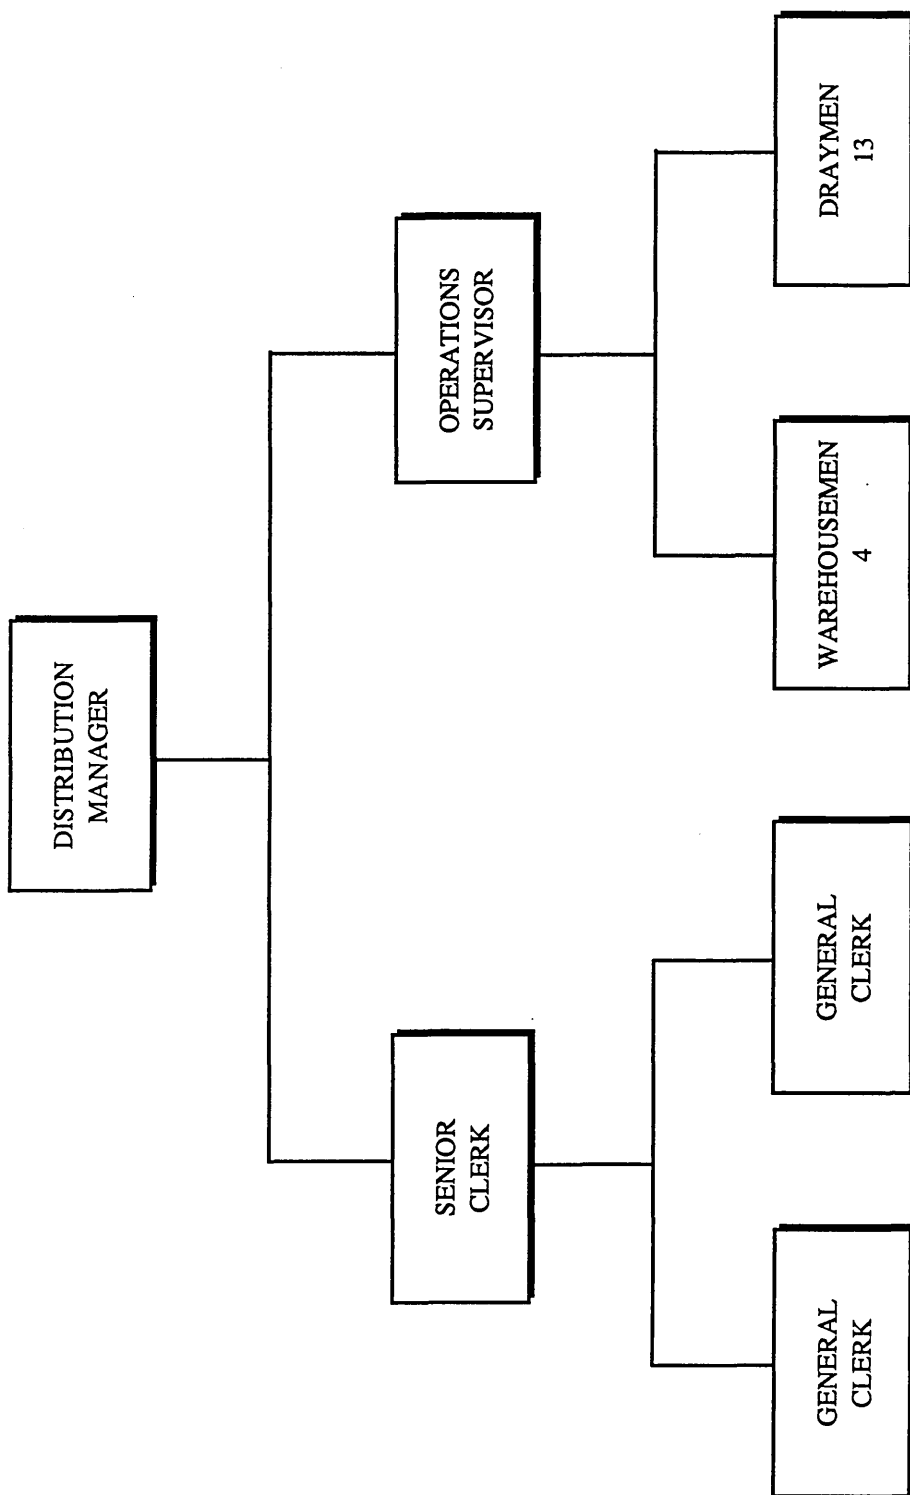 DISTRIBUTION
MANAGER
SENIOR
CLERK
OPERATIONS
SUPERVISOR
GENERAL
CLERK
GENERAL
CLERK
WAREHOUSEMEN
4
DRAYMEN
13